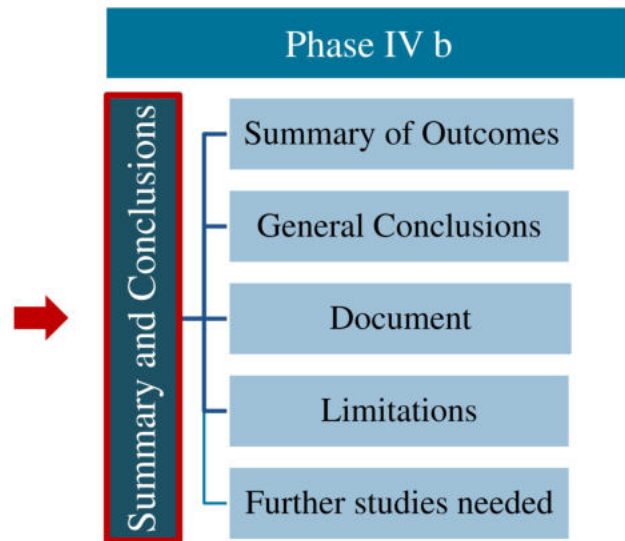 Phase IV b
Summary and Conclusions
Summary of Outcomes
General Conclusions
Document
Limitations
Further studies needed